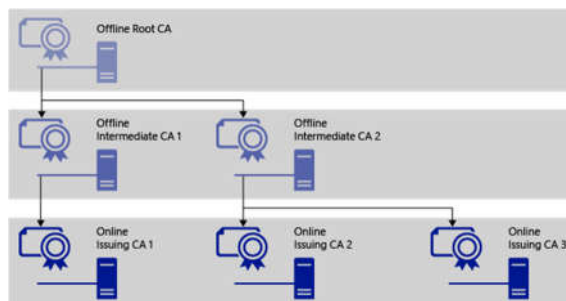 Offline Root CA
Offline
Intermediate CA 1
Offline
Intermediate CA 2
Online
Issuing CA 1
Online
Issuing CA 2
Online
Issuing CA 3